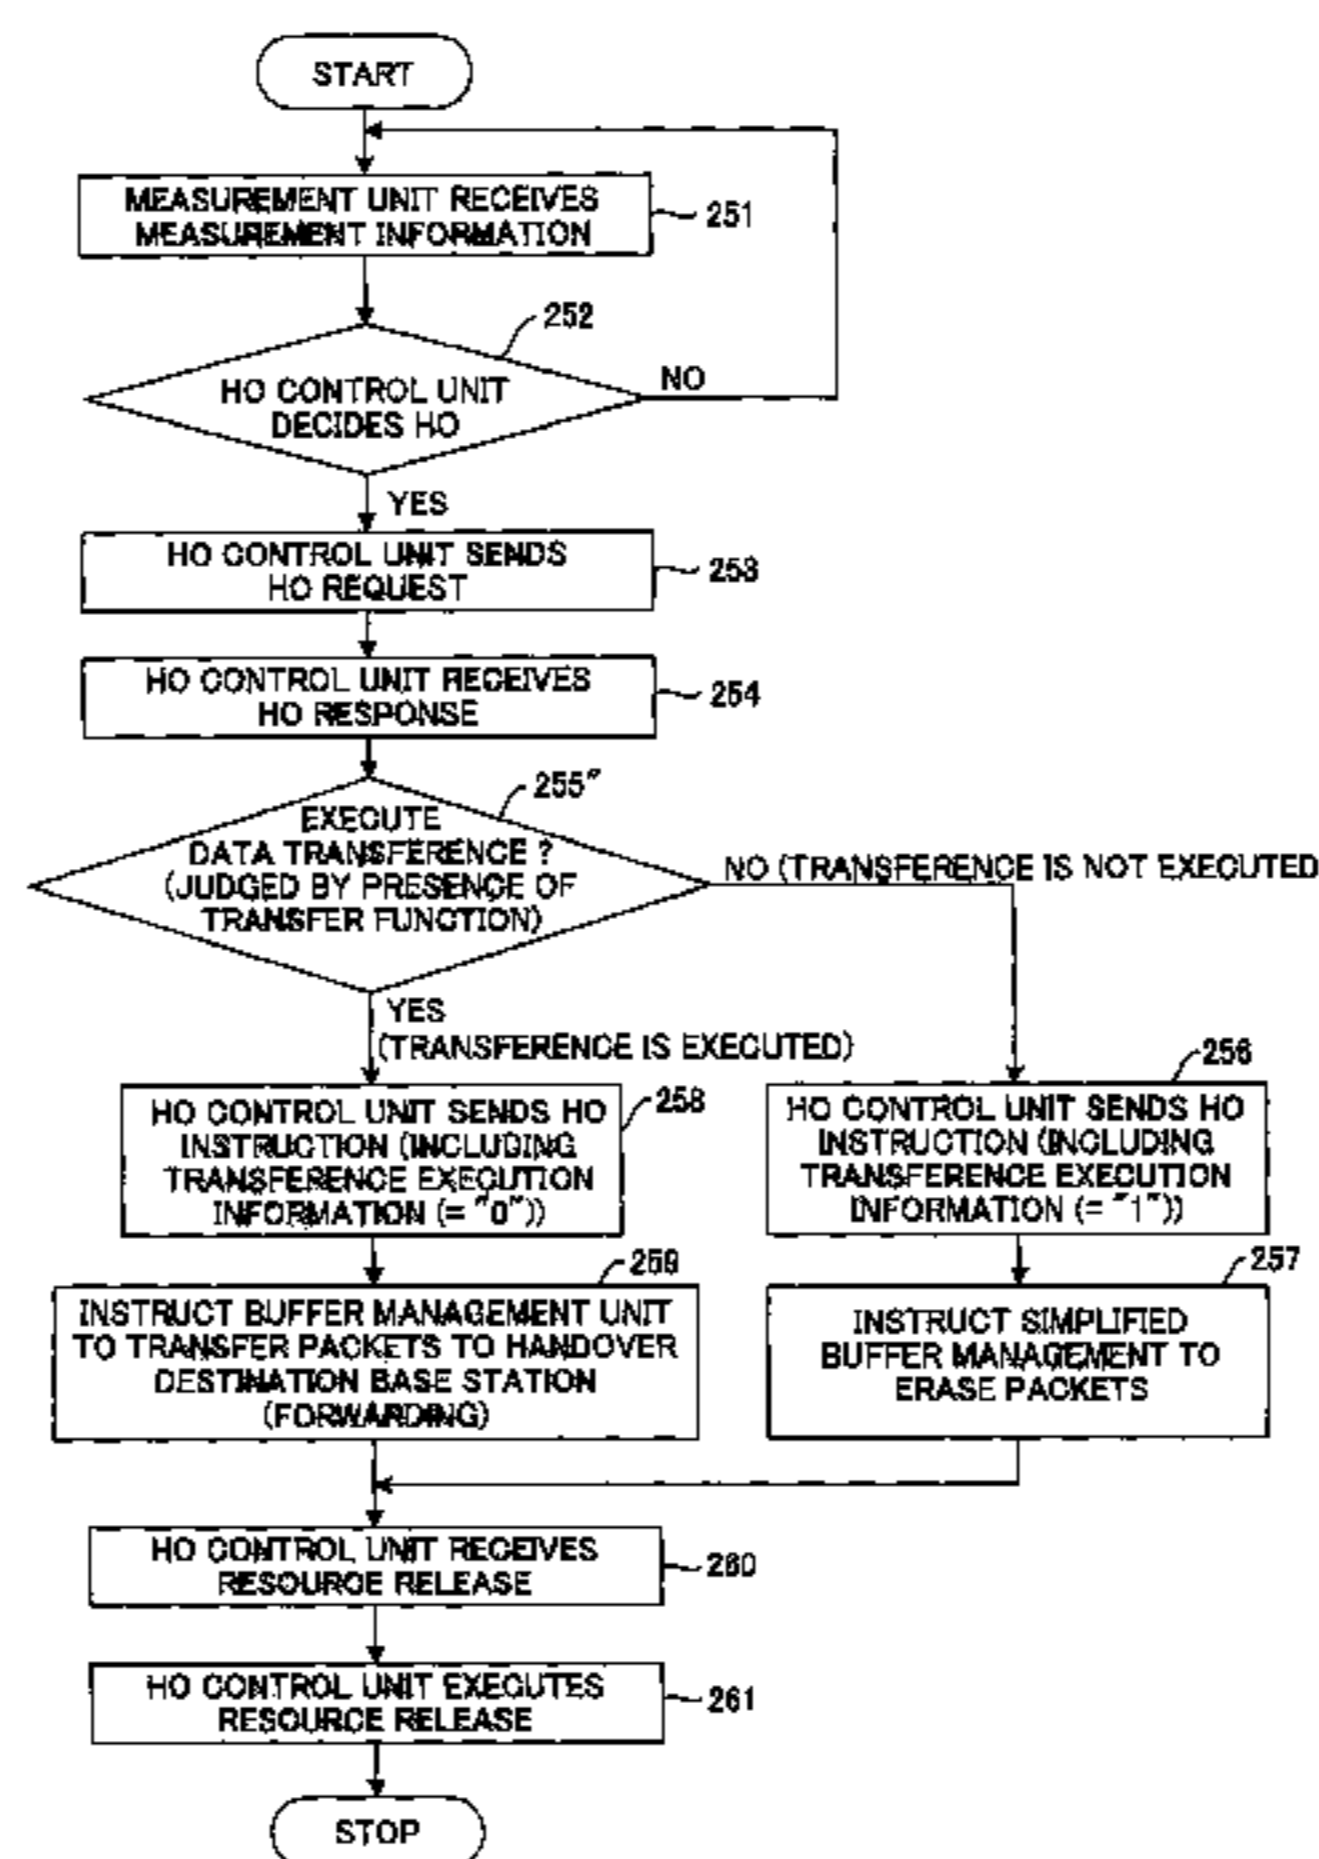 START
MEASUREMENT UNIT RECEIVES
MEASUREMENT INFORMATION
251
252
HO CONTROL UNIT
DECIDES HO
NO
YES
HO CONTROL UNIT SENDS
HO REQUEST
253
HO CONTROL UNIT RECEIVES
HO RESPONSE
254
255"
EXECUTE
DATA TRANSFERENCE ?
(JUDGED BY PRESENCE OF
TRANSFER FUNCTION)
NO (TRANSFERENCE IS NOT EXECUTED
YES
(TRANSFERENCE IS EXECUTED)
258
HO CONTROL UNIT SENDS HO
INSTRUCTION (INCLUDING
TRANSFERENCE EXECUTION
INFORMATION (= "0"))
256
HO CONTROL UNIT SENDS HO
INSTRUCTION (INCLUDING
TRANSFERENCE EXECUTION
INFORMATION (= "1"))
259
INSTRUCT BUFFER MANAGEMENT UNIT
TO TRANSFER PACKETS TO HANDOVER
DESTINATION BASE STATION
(FORWARDING)
257
INSTRUCT SIMPLIFIED
BUFFER MANAGEMENT TO
ERASE PACKETS
HO CONTROL UNIT RECEIVES
RESOURCE RELEASE
260
HO CONTROL UNIT EXECUTES
RESOURCE RELEASE
261
STOP